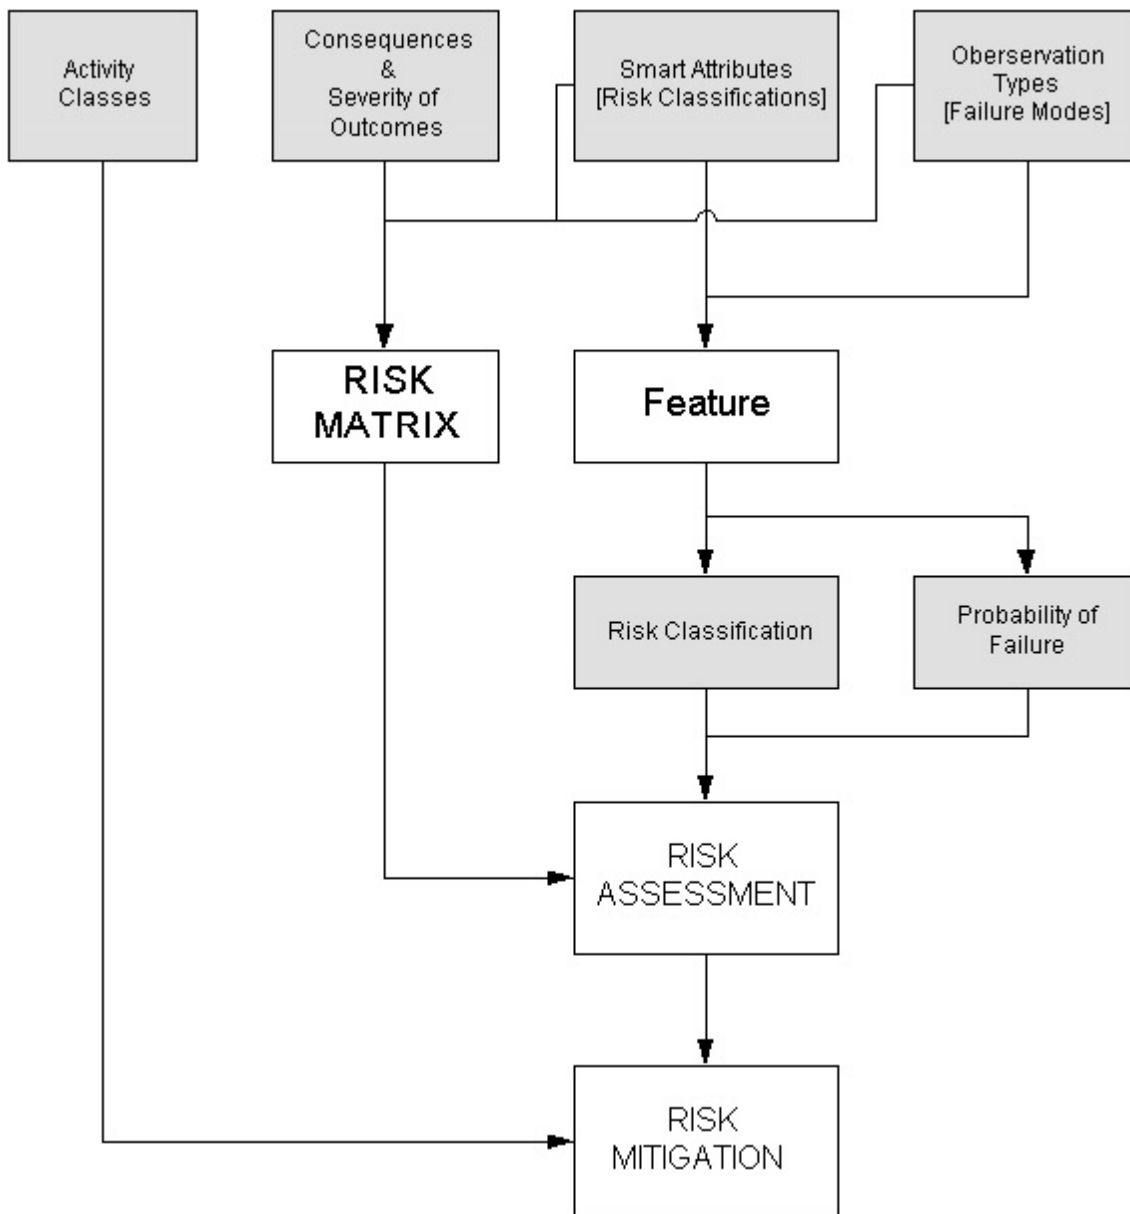 Activity
Classes
Consequences
&
Severity of
Outcomes
Smart Attributes
[Risk Classifications]
Oberservation
Types
[Failure Modes]
RISK
MATRIX
Feature
Risk Classification
Probability of
Failure
RISK
ASSESSMENT
RISK
MITIGATION